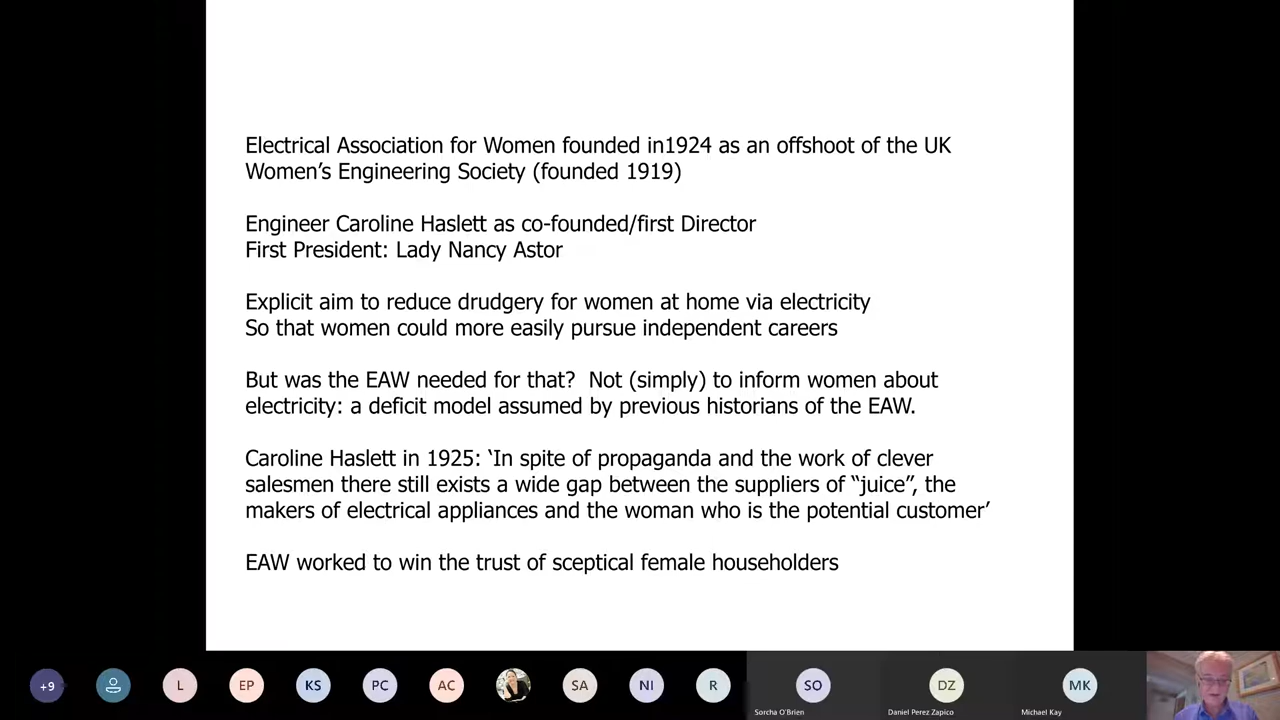 Electrical Association for Women founded in1924 as an offshoot of the UK
Women’s Engineering Society (founded 1919)
Engineer Caroline Haslett as co-founded/first Director
First President: Lady Nancy Astor
Explicit aim to reduce drudgery for women at home via electricity
So that women could more easily pursue independent careers
But was the EAW needed for that?  Not (simply) to inform women about
electricity: a deficit model assumed by previous historians of the EAW.
Caroline Haslett in 1925: ‘In spite of propaganda and the work of clever
salesmen there still exists a wide gap between the suppliers of “juice”, the
makers of electrical appliances and the woman who is the potential customer’
EAW worked to win the trust of sceptical female householders
+9 L EP KS PC AC SA NI R SO DZ MK
Sorcha O'Brien Daniel Perez Zapico Michael Kay